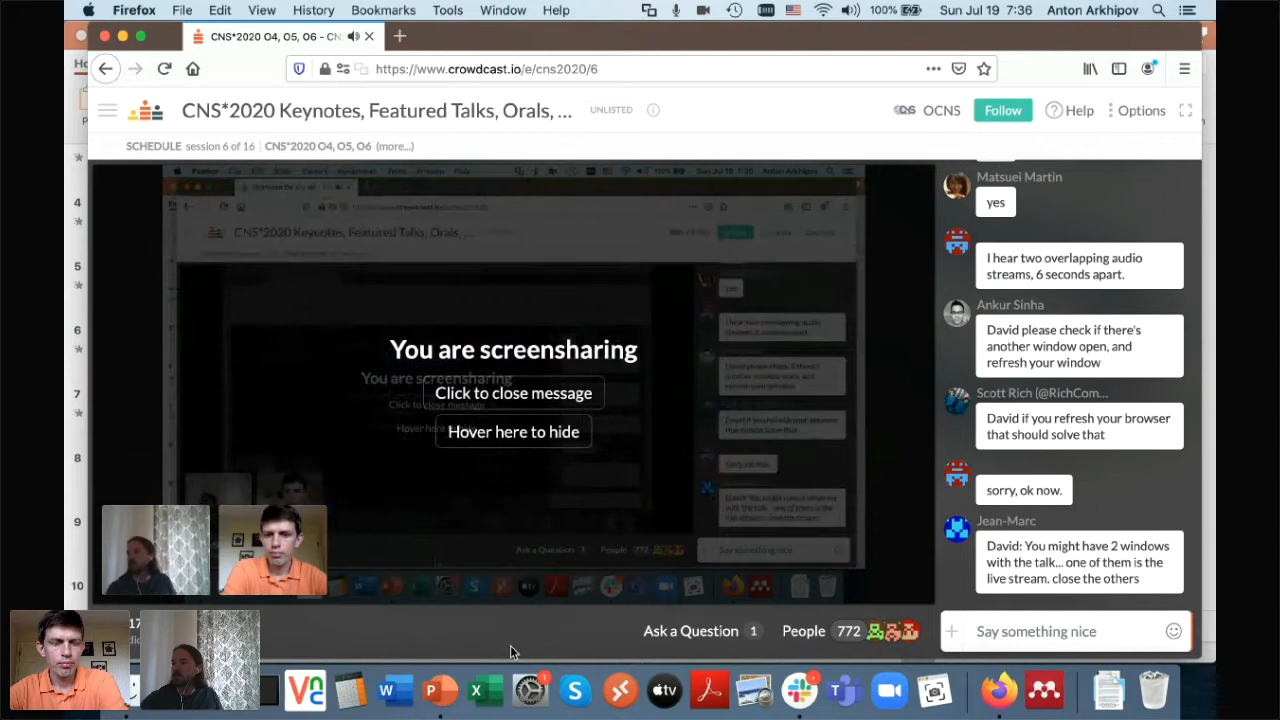 Firefox File Edit View History Bookmarks Tools Window Help 100% Sun Jul 19 7:36 Anton Arkhipov
CNS*2020 O4, O5, O6 - CN
https://www.crowdcast.io/e/cns2020/6
CNS*2020 Keynotes, Featured Talks, Orals, ... UNLISTED
OCNS Follow Help Options
SCHEDULE session 6 of 16 CNS*2020 O4, O5, O6 (more...)
4
5
6
7
8
9
10
You are screensharing
Click to close message
Hover here to hide
Matsuei Martin
yes
I hear two overlapping audio
streams, 6 seconds apart.
Ankur Sinha
David please check if there's
another window open, and
refresh your window
Scott Rich (@RichCom...
David if you refresh your browser
that should solve that
sorry, ok now.
Jean-Marc
David: You might have 2 windows
with the talk... one of them is the
live stream. close the others
Ask a Question 1 People 772
Say something nice